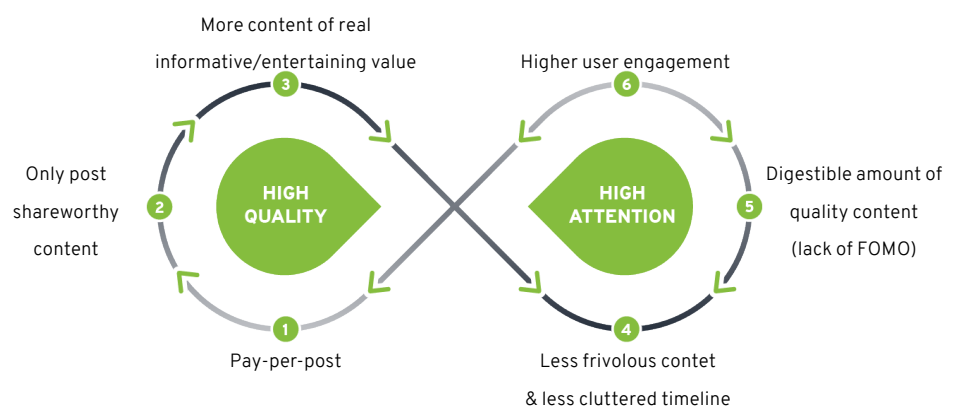 More content of real
informative/entertaining value
3
Only post
shareworthy
content
2
HIGH
QUALITY
1
Pay-per-post
Higher user engagement
6
HIGH
ATTENTION
5
Digestible amount of
quality content
(lack of FOMO)
4
Less frivolous contet
& less cluttered timeline